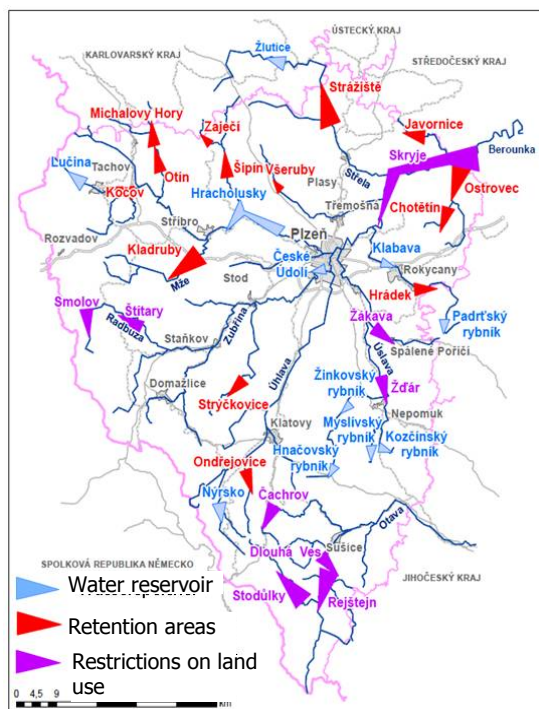 ÚSTECKÝ KRAJ
KARLOVARSKÝ KRAJ
Žlutice
STŘEDOČESKÝ KRAJ
Strážiště
Michalovy Hory
Zaječí
Javornice
Skryje
Berounka
Lučina
Tachov
Otín
Šipín
Všeruby
Plasy
Střela
Kočov
Hracholusky
Třemošná
Ostrovec
Chotětín
Stříbro
Plzeň
Rozvadov
Kladruby
České
Údolí
Klabava
Rokycany
Mže
Stod
Hrádek
Smolov
Štítary
Radbuza
Zubřina
Žákava
Padrťský
rybník
Staňkov
Úhlava
Úslava
Spálené Poříčí
Domažlice
Žinkovský
rybník
Žďár
Strýčkovice
Nepomuk
Myslívský
rybník
Kozčínský
rybník
Klatovy
Hnačovský
rybník
Ondřejovice
Nýrsko
Čachrov
Otava
Dlouhá Ves
Sušice
SPOLKOVÁ REPUBLIKA NĚMECKO
JIHOČESKÝ KRAJ
Stodůlky
Rejštejn
Water reservoir
Retention areas
Restrictions on land
use
0 4,5 9
km